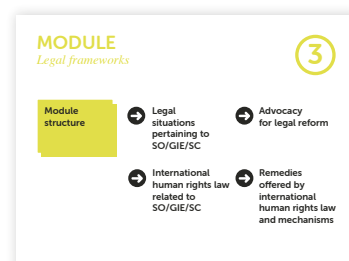 MODULE
Legal frameworks
3
Module
structure
Legal
situations
pertaining to
SO/GIE/SC
Advocacy
for legal reform
International
human rights law
related to
SO/GIE/SC
Remedies
offered by
international
human rights law
and mechanisms